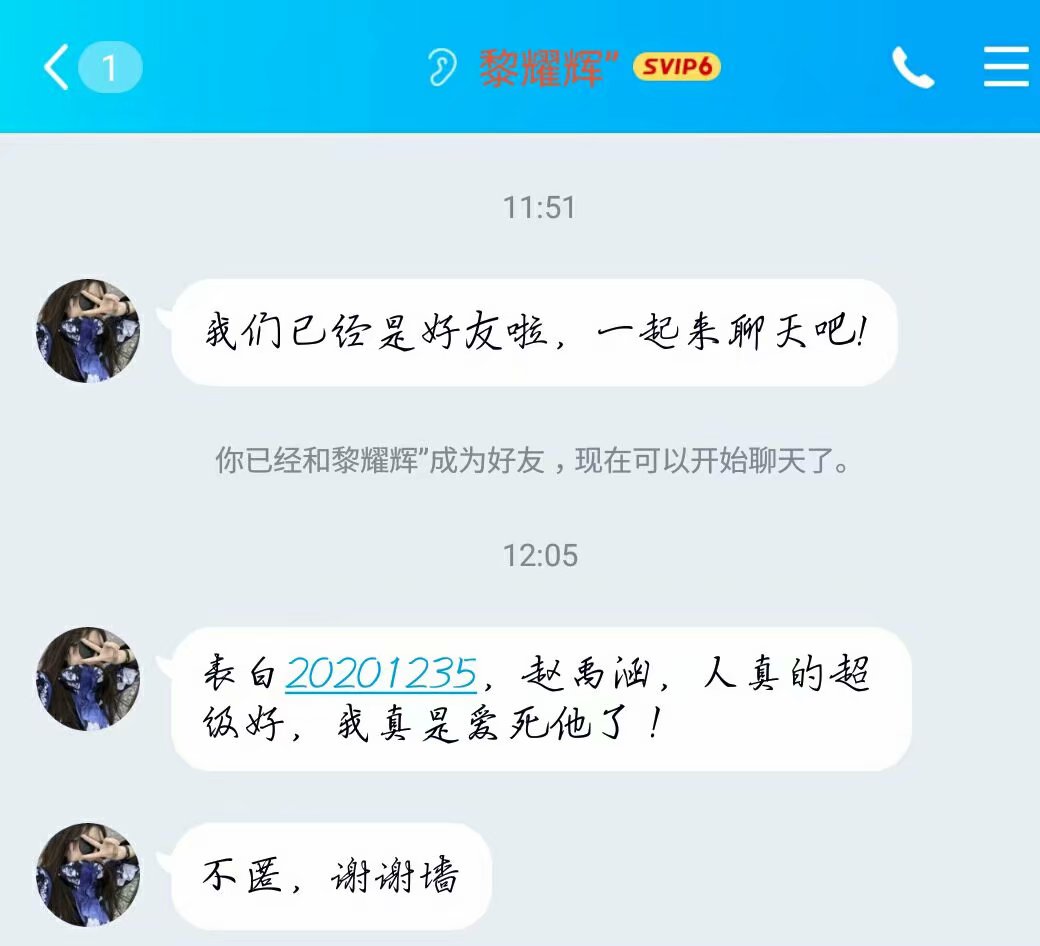 1
黎耀辉” SVIP6
11:51
我们已经是好友啦，一起来聊天吧!
你已经和黎耀辉”成为好友，现在可以开始聊天了。
12:05
表白20201235，赵禹涵，人真的超
级好，我真是爱死他了！
不匿，谢谢墙